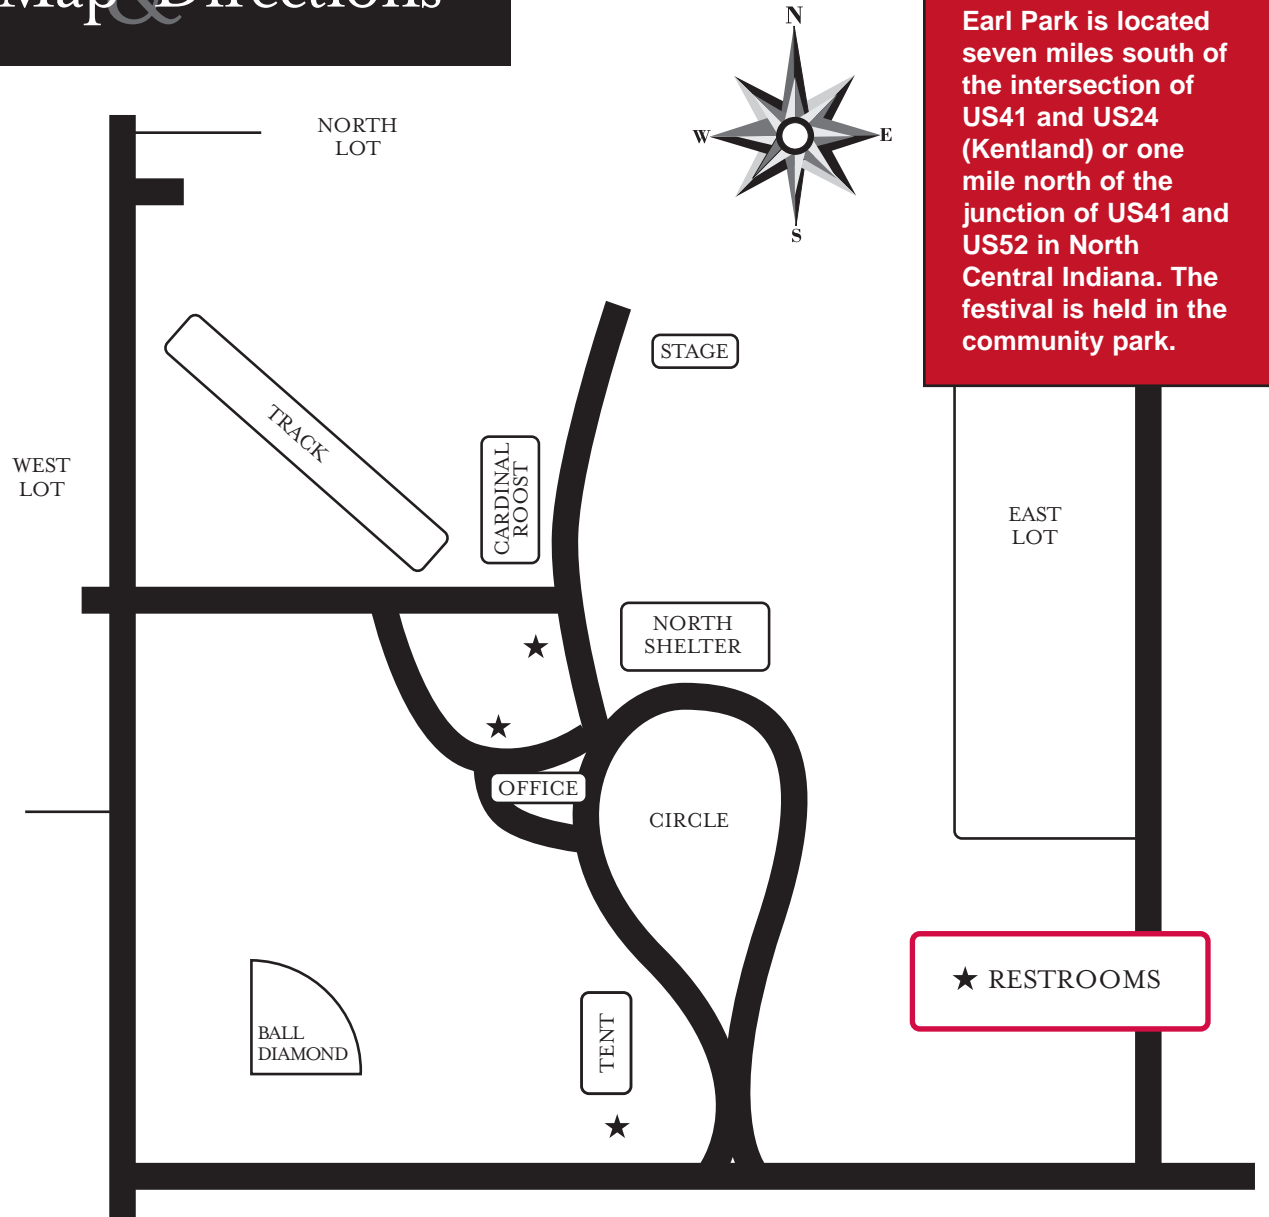 Map & Directions
N
W
E
S
Earl Park is located
seven miles south of
the intersection of
US41 and US24
(Kentland) or one
mile north of the
junction of US41 and
US52 in North
Central Indiana. The
festival is held in the
community park.
NORTH
LOT
STAGE
TRACK
CARDINAL
ROOST
WEST
LOT
EAST
LOT
NORTH
SHELTER
OFFICE
CIRCLE
★ RESTROOMS
BALL
DIAMOND
TENT